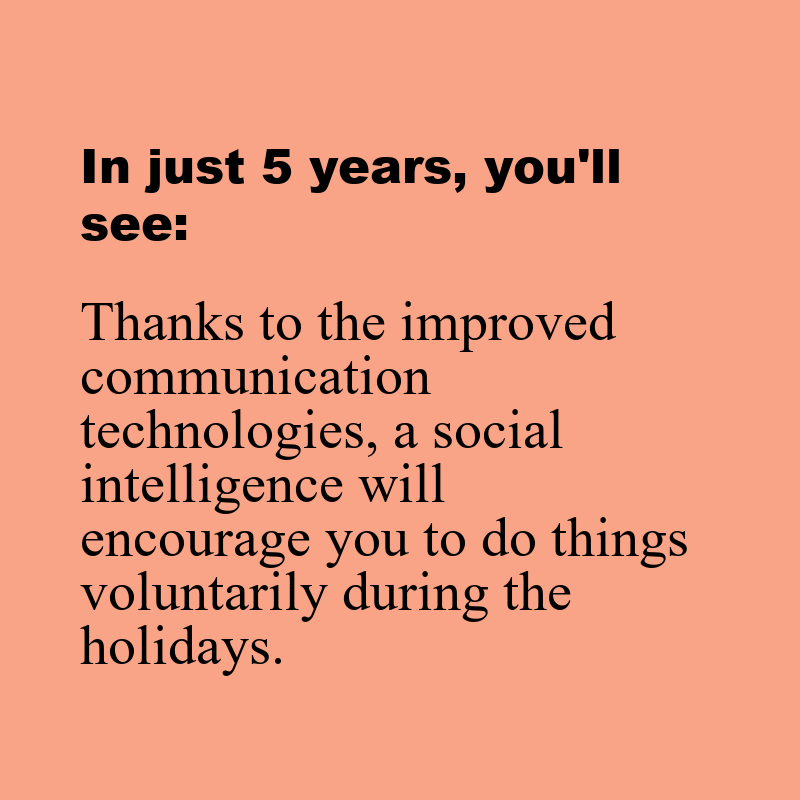 In just 5 years, you'll
see:
Thanks to the improved
communication
technologies, a social
intelligence will
encourage you to do things
voluntarily during the
holidays.